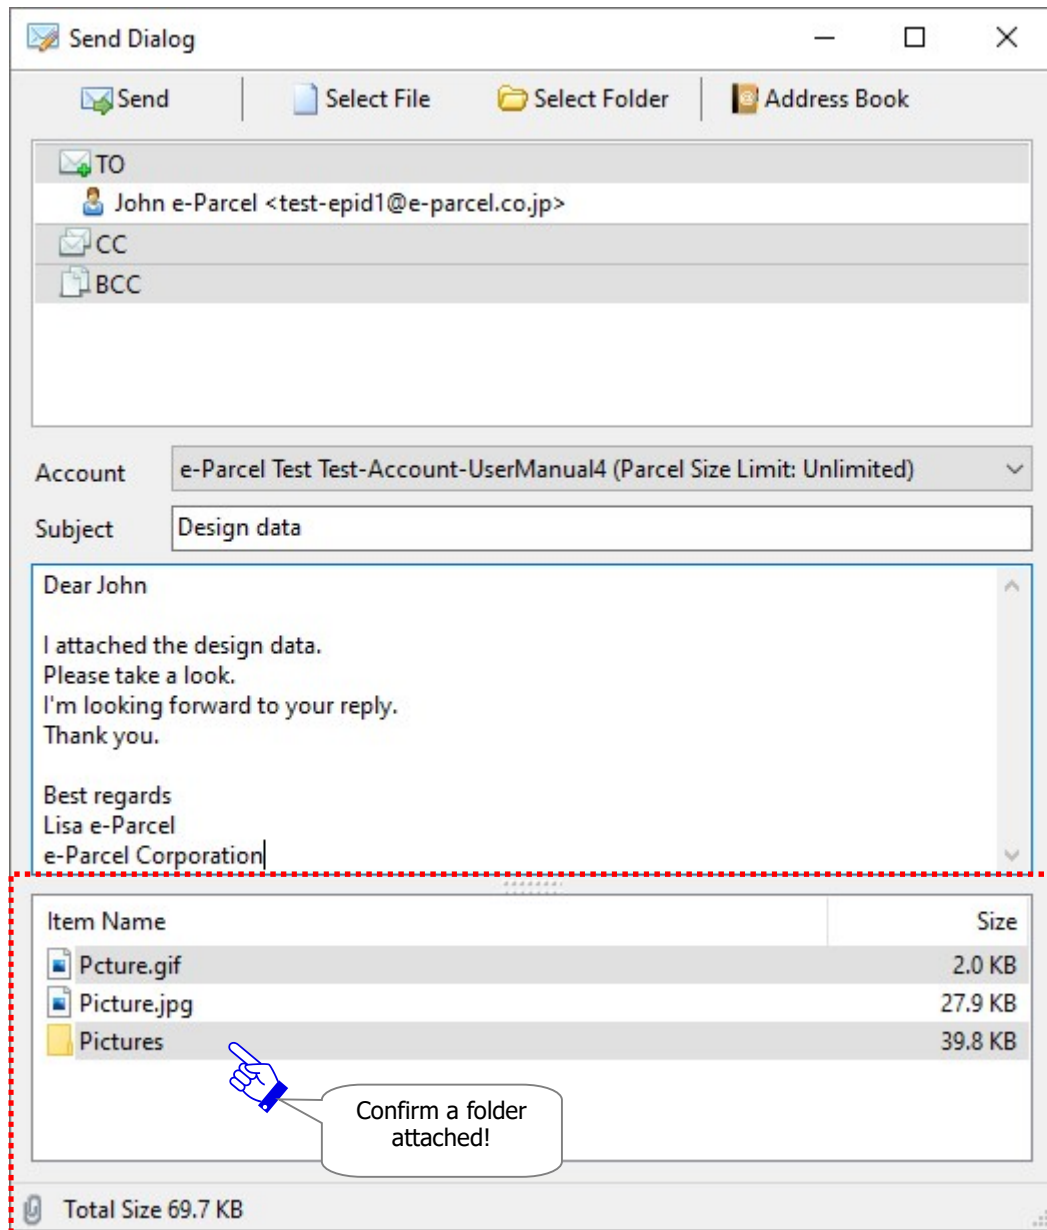 Send Dialog
Send Select File Select Folder Address Book
TO
John e-Parcel <test-epid1@e-parcel.co.jp>
CC
BCC
Account e-Parcel Test Test-Account-UserManual4 (Parcel Size Limit: Unlimited)
Subject Design data
Dear John
I attached the design data.
Please take a look.
I'm looking forward to your reply.
Thank you.
Best regards
Lisa e-Parcel
e-Parcel Corporation
Item Name Size
Pcture.gif 2.0 KB
Picture.jpg 27.9 KB
Pictures 39.8 KB
Confirm a folder
attached!
Total Size 69.7 KB